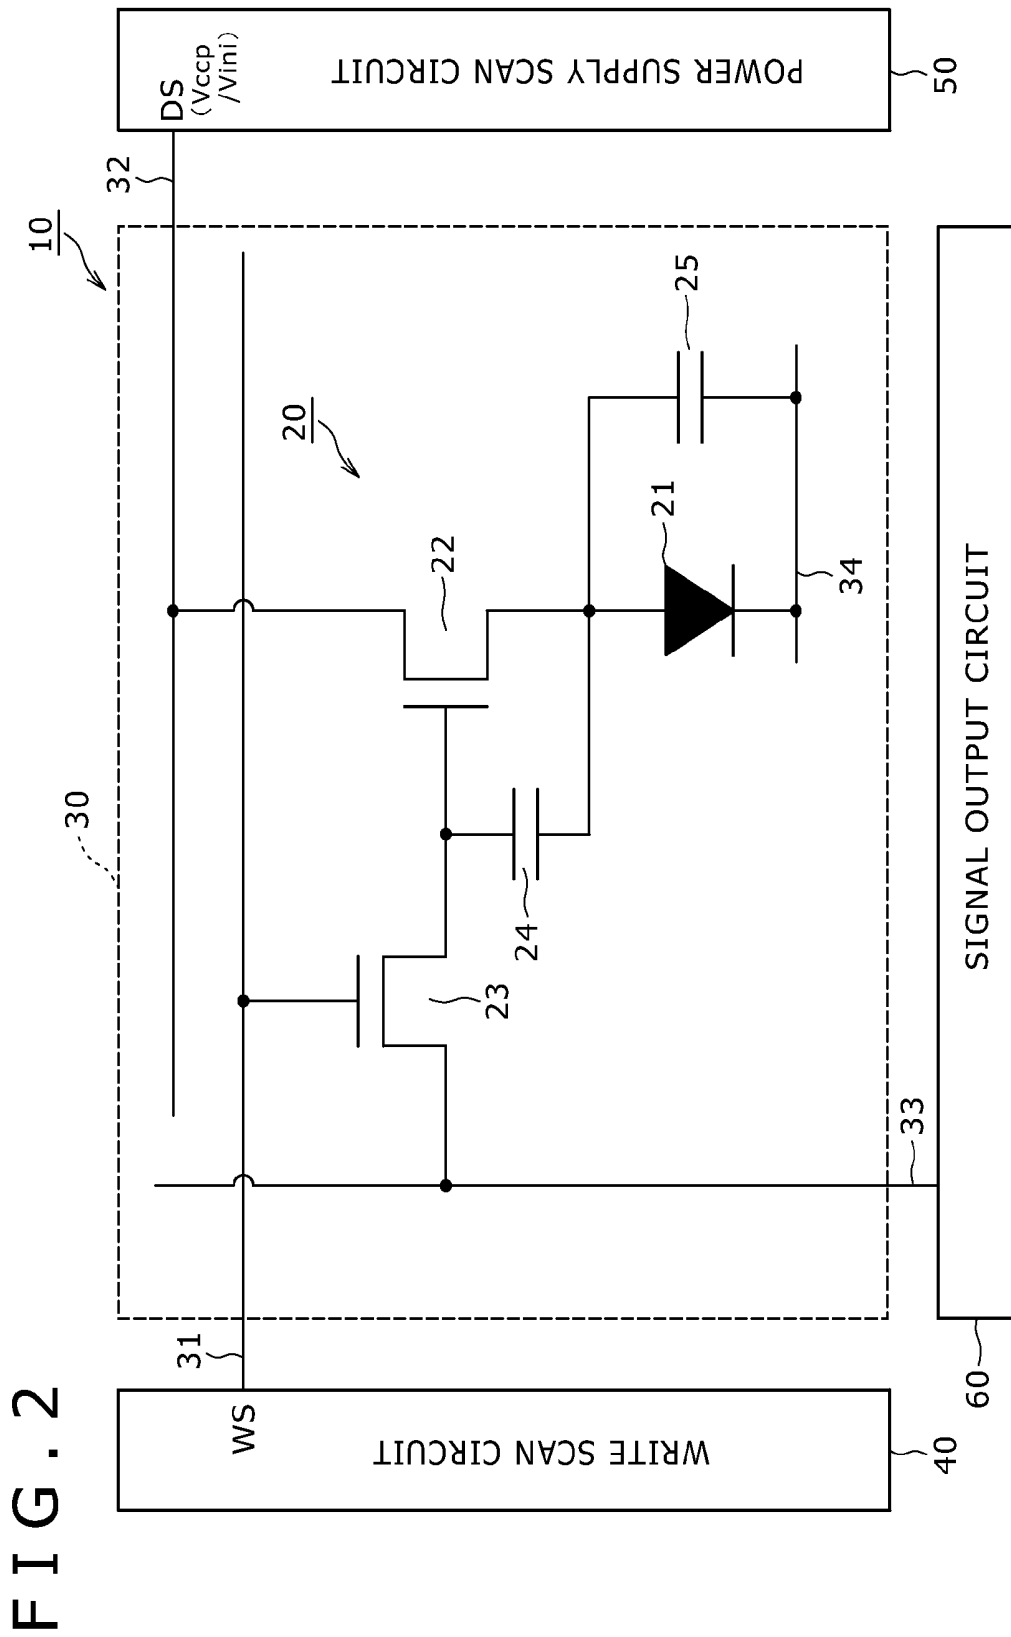 FIG.2
10
30
32
DS
(Vccp
/Vini)
31
WS
20
22
23
24
25
21
34
33
WRITE SCAN CIRCUIT
POWER SUPPLY SCAN CIRCUIT
40
50
60
SIGNAL OUTPUT CIRCUIT